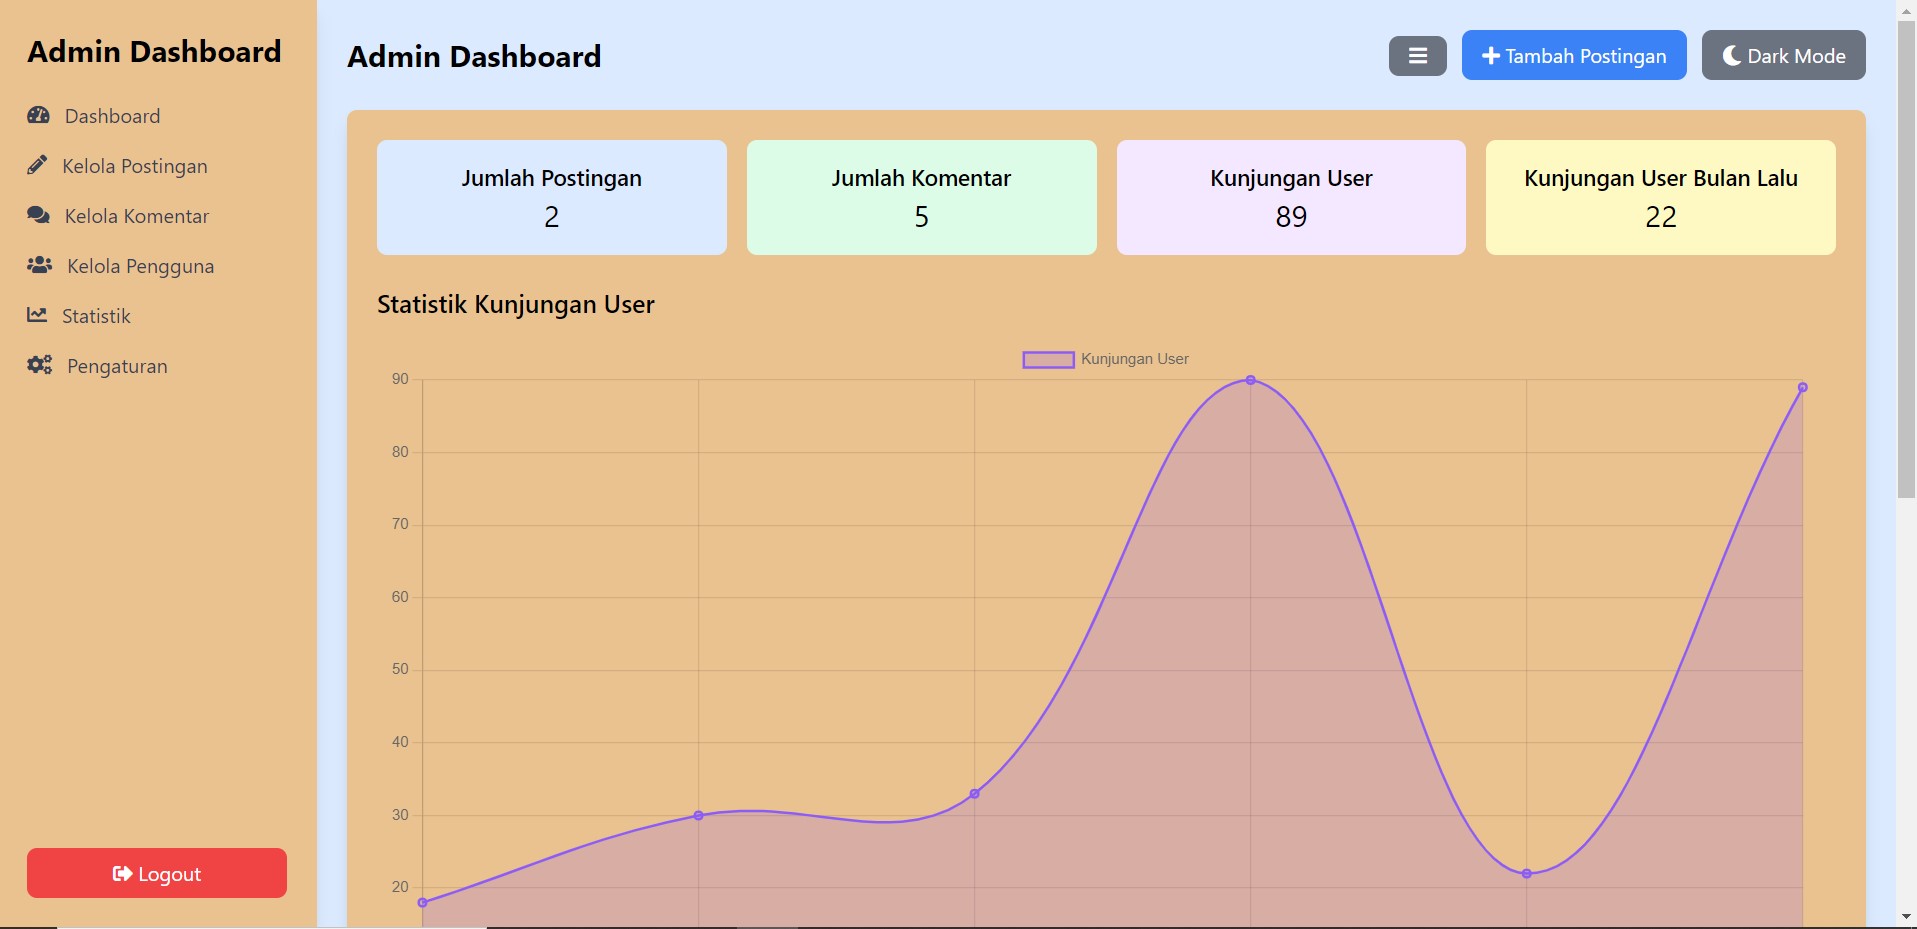 Admin Dashboard
Dashboard
Kelola Postingan
Kelola Komentar
Kelola Pengguna
Statistik
Pengaturan
Logout
Admin Dashboard
Tambah Postingan
Dark Mode
Jumlah Postingan
2
Jumlah Komentar
5
Kunjungan User
89
Kunjungan User Bulan Lalu
22
Statistik Kunjungan User
Kunjungan User
90
80
70
60
50
40
30
20